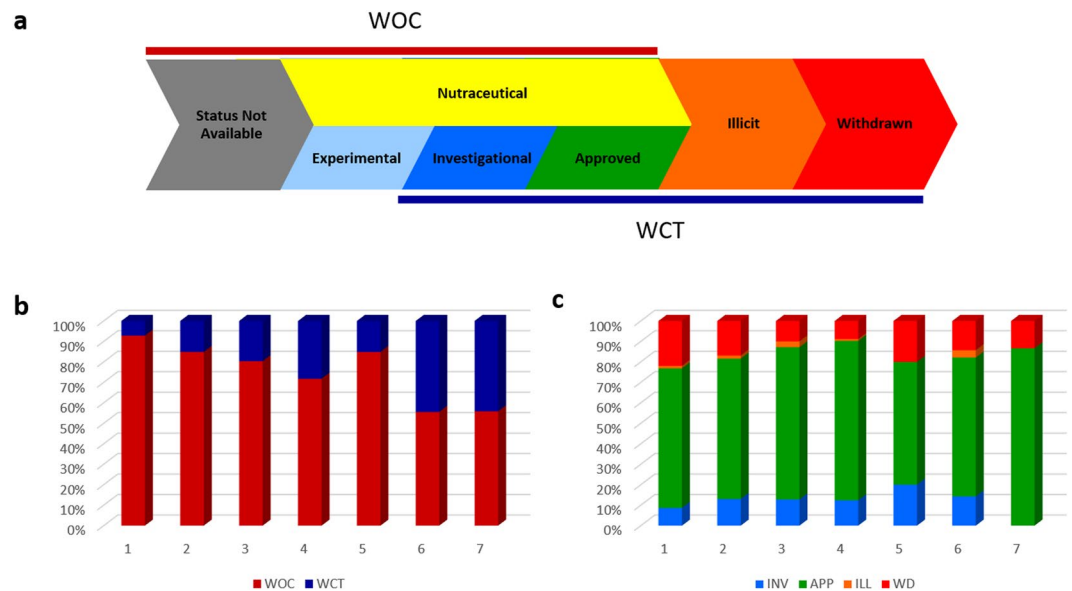 a
WOC
Nutraceutical
Status Not
Available
Illicit
Withdrawn
Experimental
Investigational
Approved
WCT
b
100%
90%
80%
70%
60%
50%
40%
30%
20%
10%
0%
1 2 3 4 5 6 7
WOC WCT
c
100%
90%
80%
70%
60%
50%
40%
30%
20%
10%
0%
1 2 3 4 5 6 7
INV APP ILL WD